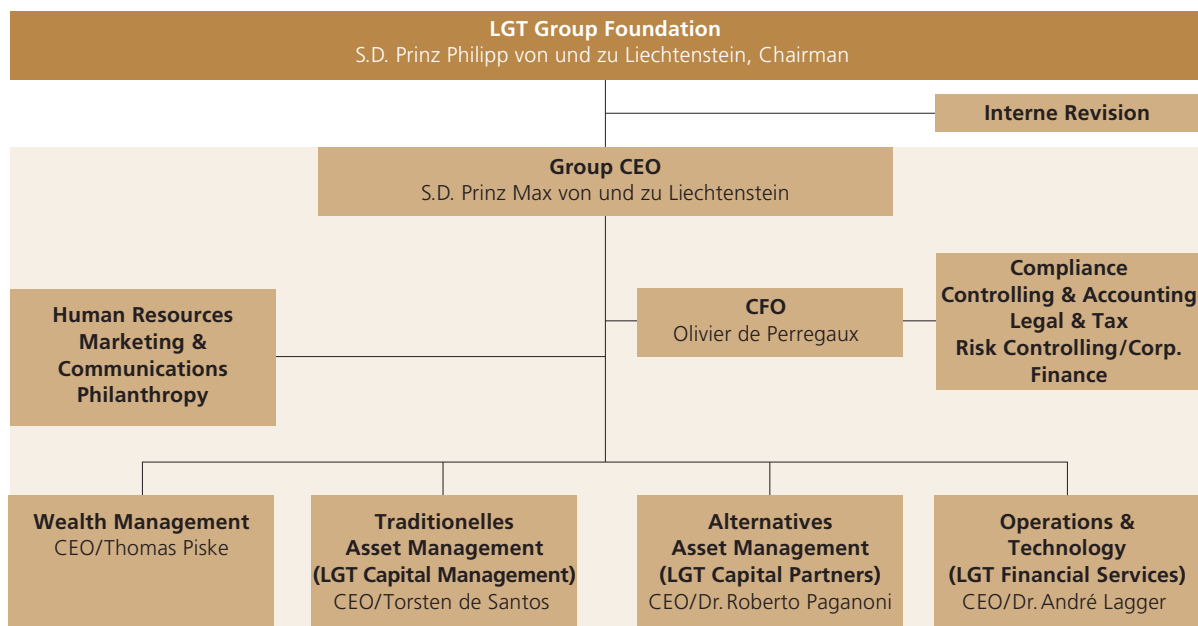 LGT Group Foundation
S.D. Prinz Philipp von und zu Liechtenstein, Chairman
Interne Revision
Group CEO
S.D. Prinz Max von und zu Liechtenstein
Human Resources
Marketing &
Communications
Philanthropy
CFO
Olivier de Perregaux
Compliance
Controlling & Accounting
Legal & Tax
Risk Controlling/Corp.
Finance
Wealth Management
CEO/Thomas Piske
Traditionelles
Asset Management
(LGT Capital Management)
CEO/Torsten de Santos
Alternatives
Asset Management
(LGT Capital Partners)
CEO/Dr. Roberto Paganoni
Operations &
Technology
(LGT Financial Services)
CEO/Dr. André Lagger